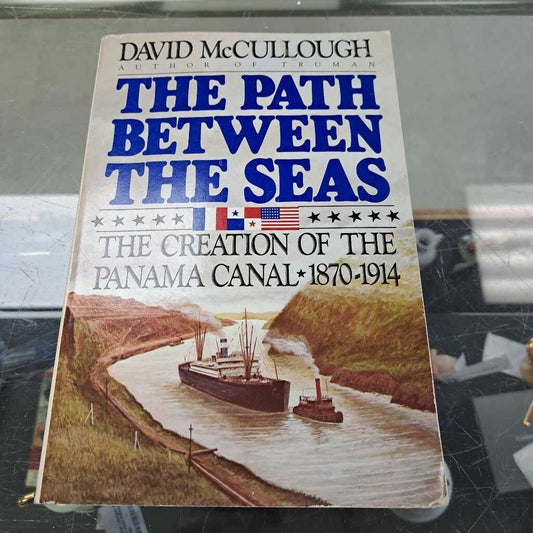 DAVID McCULLOUGH
AUTHOR OF TRUMAN
THE PATH
BETWEEN
THE SEAS
THE CREATION OF THE
PANAMA CANAL★1870-1914